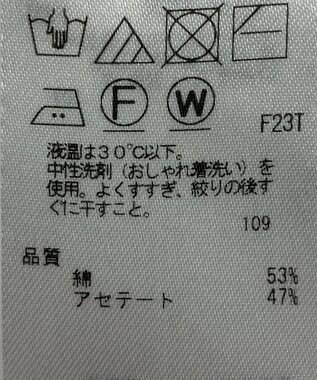 F
W
F23T
液温は30℃以下。
中性洗剤（おしゃれ着洗い）を
使用。よくすすぎ、絞りの後す
ぐに干すこと。
109
品質
綿 53%
アセテート 47%